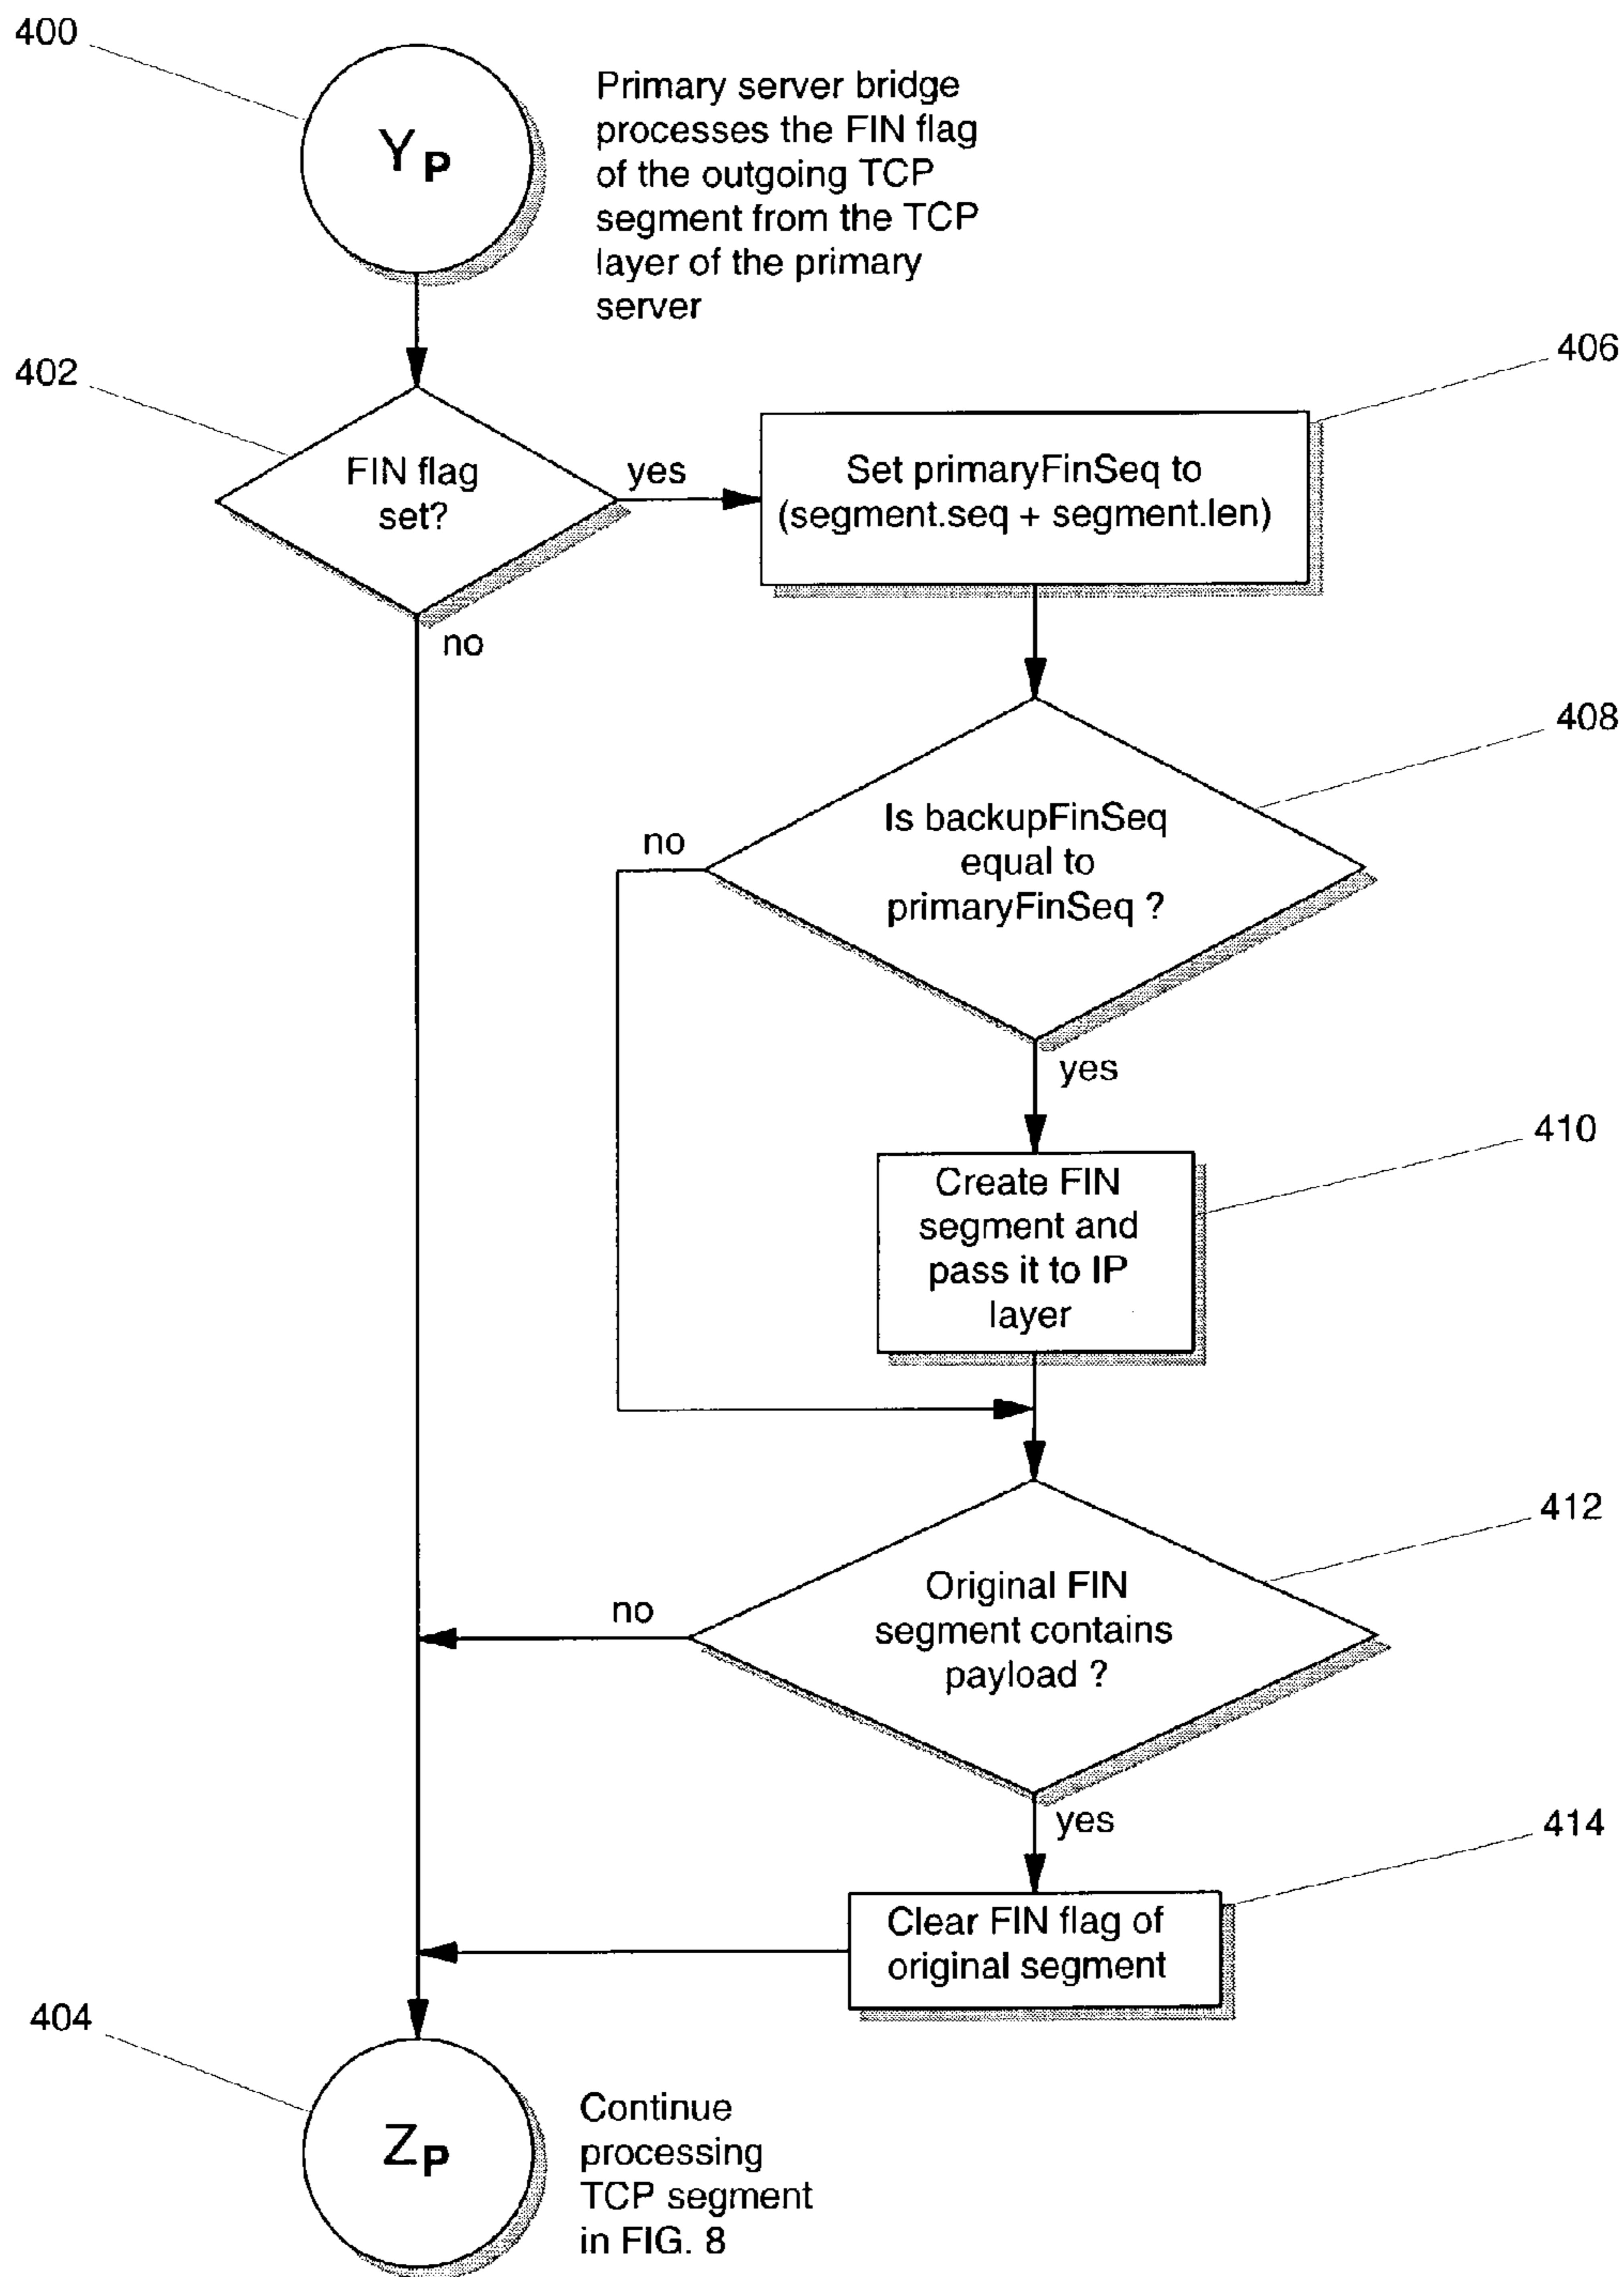 400
Y P
Primary server bridge
processes the FIN flag
of the outgoing TCP
segment from the TCP
layer of the primary
server
402
FIN flag
set?
yes
no
406
Set primaryFinSeq to
(segment.seq + segment.len)
408
Is backupFinSeq
equal to
primaryFinSeq ?
no
yes
410
Create FIN
segment and
pass it to IP
layer
412
Original FIN
segment contains
payload ?
no
yes
414
Clear FIN flag of
original segment
404
Z P
Continue
processing
TCP segment
in FIG. 8